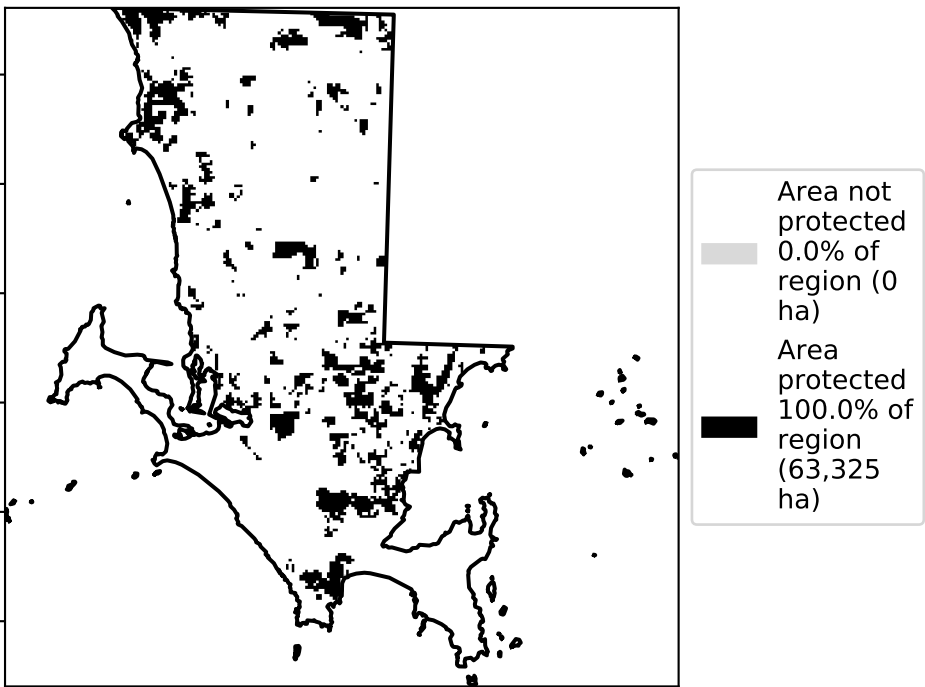 Area not
protected
0.0% of
region (0
ha)
Area
protected
100.0% of
region
(63,325
ha)